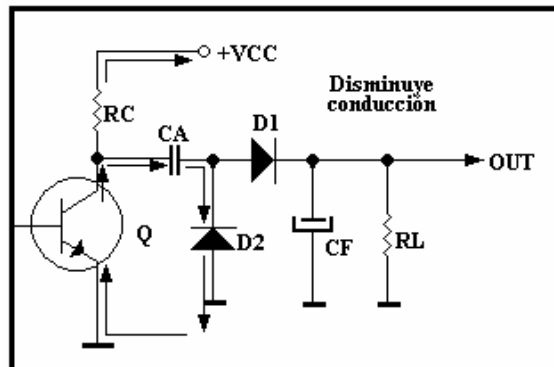 +VCC
Disminuye
conducción
RC
CA
D1
OUT
Q
D2
CF
RL